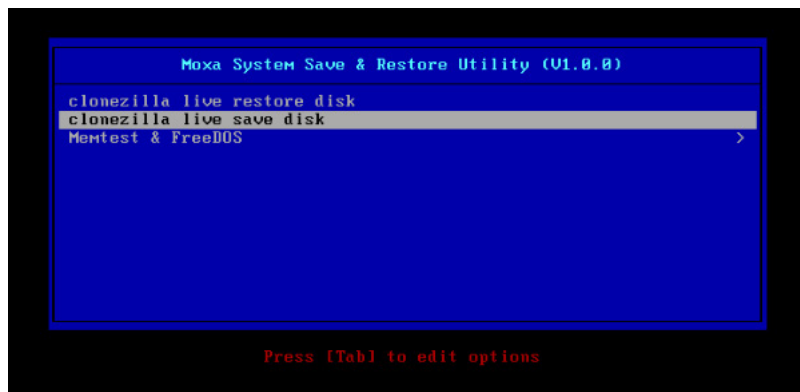 Moxa System Save & Restore Utility (V1.0.0)
clonezilla live restore disk
clonezilla live save disk
Memtest & FreeDOS >
Press [Tab] to edit options